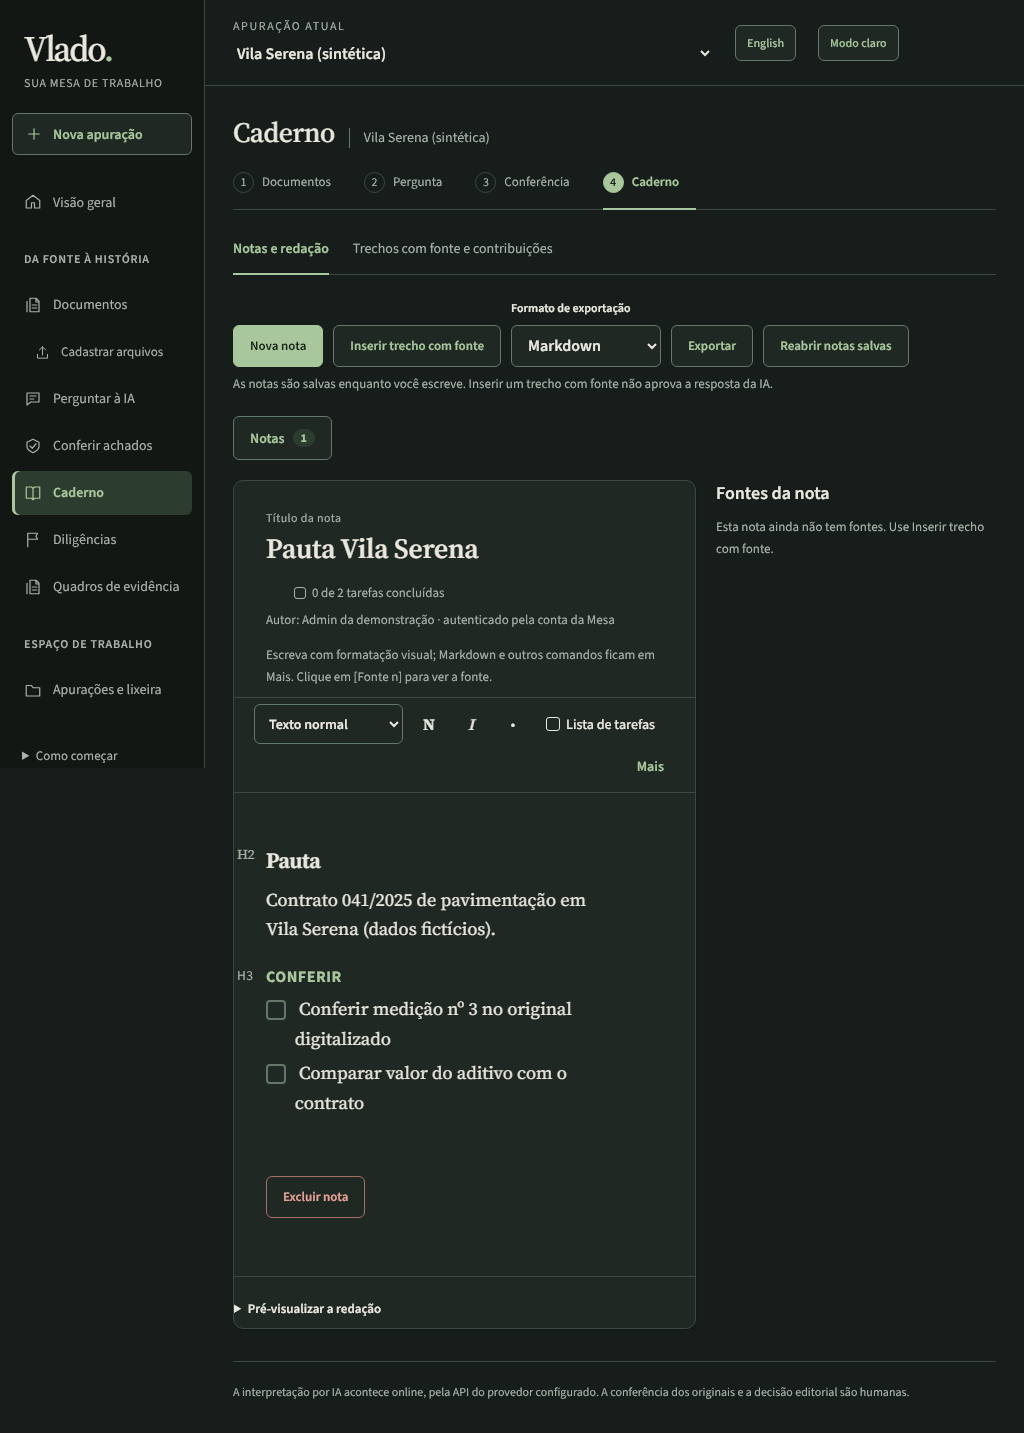 Vlado.
SUA MESA DE TRABALHO
Nova apuração
Visão geral
DA FONTE À HISTÓRIA
Documentos
Cadastrar arquivos
Perguntar à IA
Conferir achados
Caderno
Diligências
Quadros de evidência
ESPAÇO DE TRABALHO
Apurações e lixeira
Como começar
APURAÇÃO ATUAL
Vila Serena (sintética)
English
Modo claro
Caderno
Vila Serena (sintética)
1 Documentos
2 Pergunta
3 Conferência
4 Caderno
Notas e redação
Trechos com fonte e contribuições
Formato de exportação
Nova nota
Inserir trecho com fonte
Markdown
Exportar
Reabrir notas salvas
As notas são salvas enquanto você escreve. Inserir um trecho com fonte não aprova a resposta da IA.
Notas 1
Título da nota
Pauta Vila Serena
0 de 2 tarefas concluídas
Autor: Admin da demonstração · autenticado pela conta da Mesa
Escreva com formatação visual; Markdown e outros comandos ficam em
Mais. Clique em [Fonte n] para ver a fonte.
Texto normal
N
I
•
Lista de tarefas
Mais
H2 Pauta
Contrato 041/2025 de pavimentação em
Vila Serena (dados fictícios).
H3 CONFERIR
Conferir medição nº 3 no original
digitalizado
Comparar valor do aditivo com o
contrato
Excluir nota
Pré-visualizar a redação
Fontes da nota
Esta nota ainda não tem fontes. Use Inserir trecho
com fonte.
A interpretação por IA acontece online, pela API do provedor configurado. A conferência dos originais e a decisão editorial são humanas.